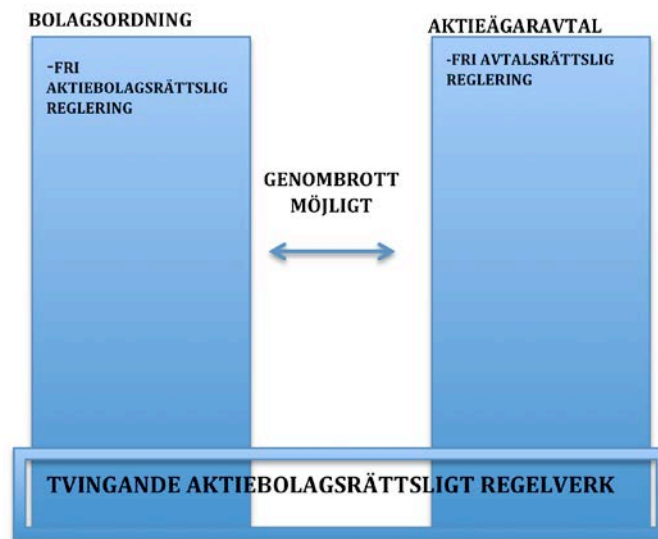 BOLAGSORDNING
-FRI
AKTIEBOLAGSRÄTTSLIG
REGLERING
AKTIEÄGARAVTAL
-FRI AVTALSRÄTTSLIG
REGLERING
GENOMBROTT
MÖJLIGT
TVINGANDE AKTIEBOLAGSRÄTTSLIGT REGELVERK